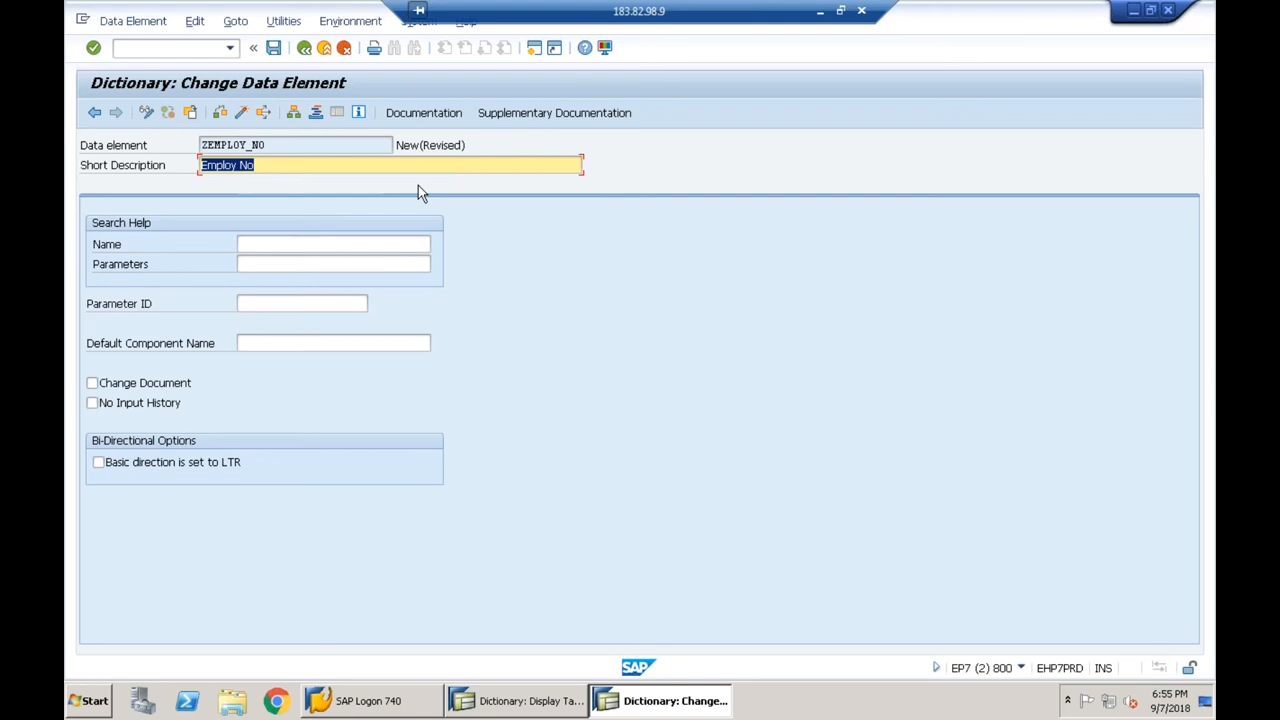 183.82.98.9
Data Element Edit Goto Utilities Environment
Dictionary: Change Data Element
Documentation Supplementary Documentation
Data element ZEMPLOY_NO New(Revised)
Short Description Employ No
Search Help
Name
Parameters
Parameter ID
Default Component Name
Change Document
No Input History
Bi-Directional Options
Basic direction is set to LTR
SAP
EP7 (2) 800 EHP7PRD INS
Start SAP Logon 740 Dictionary: Display Ta... Dictionary: Change... 6:55 PM
9/7/2018